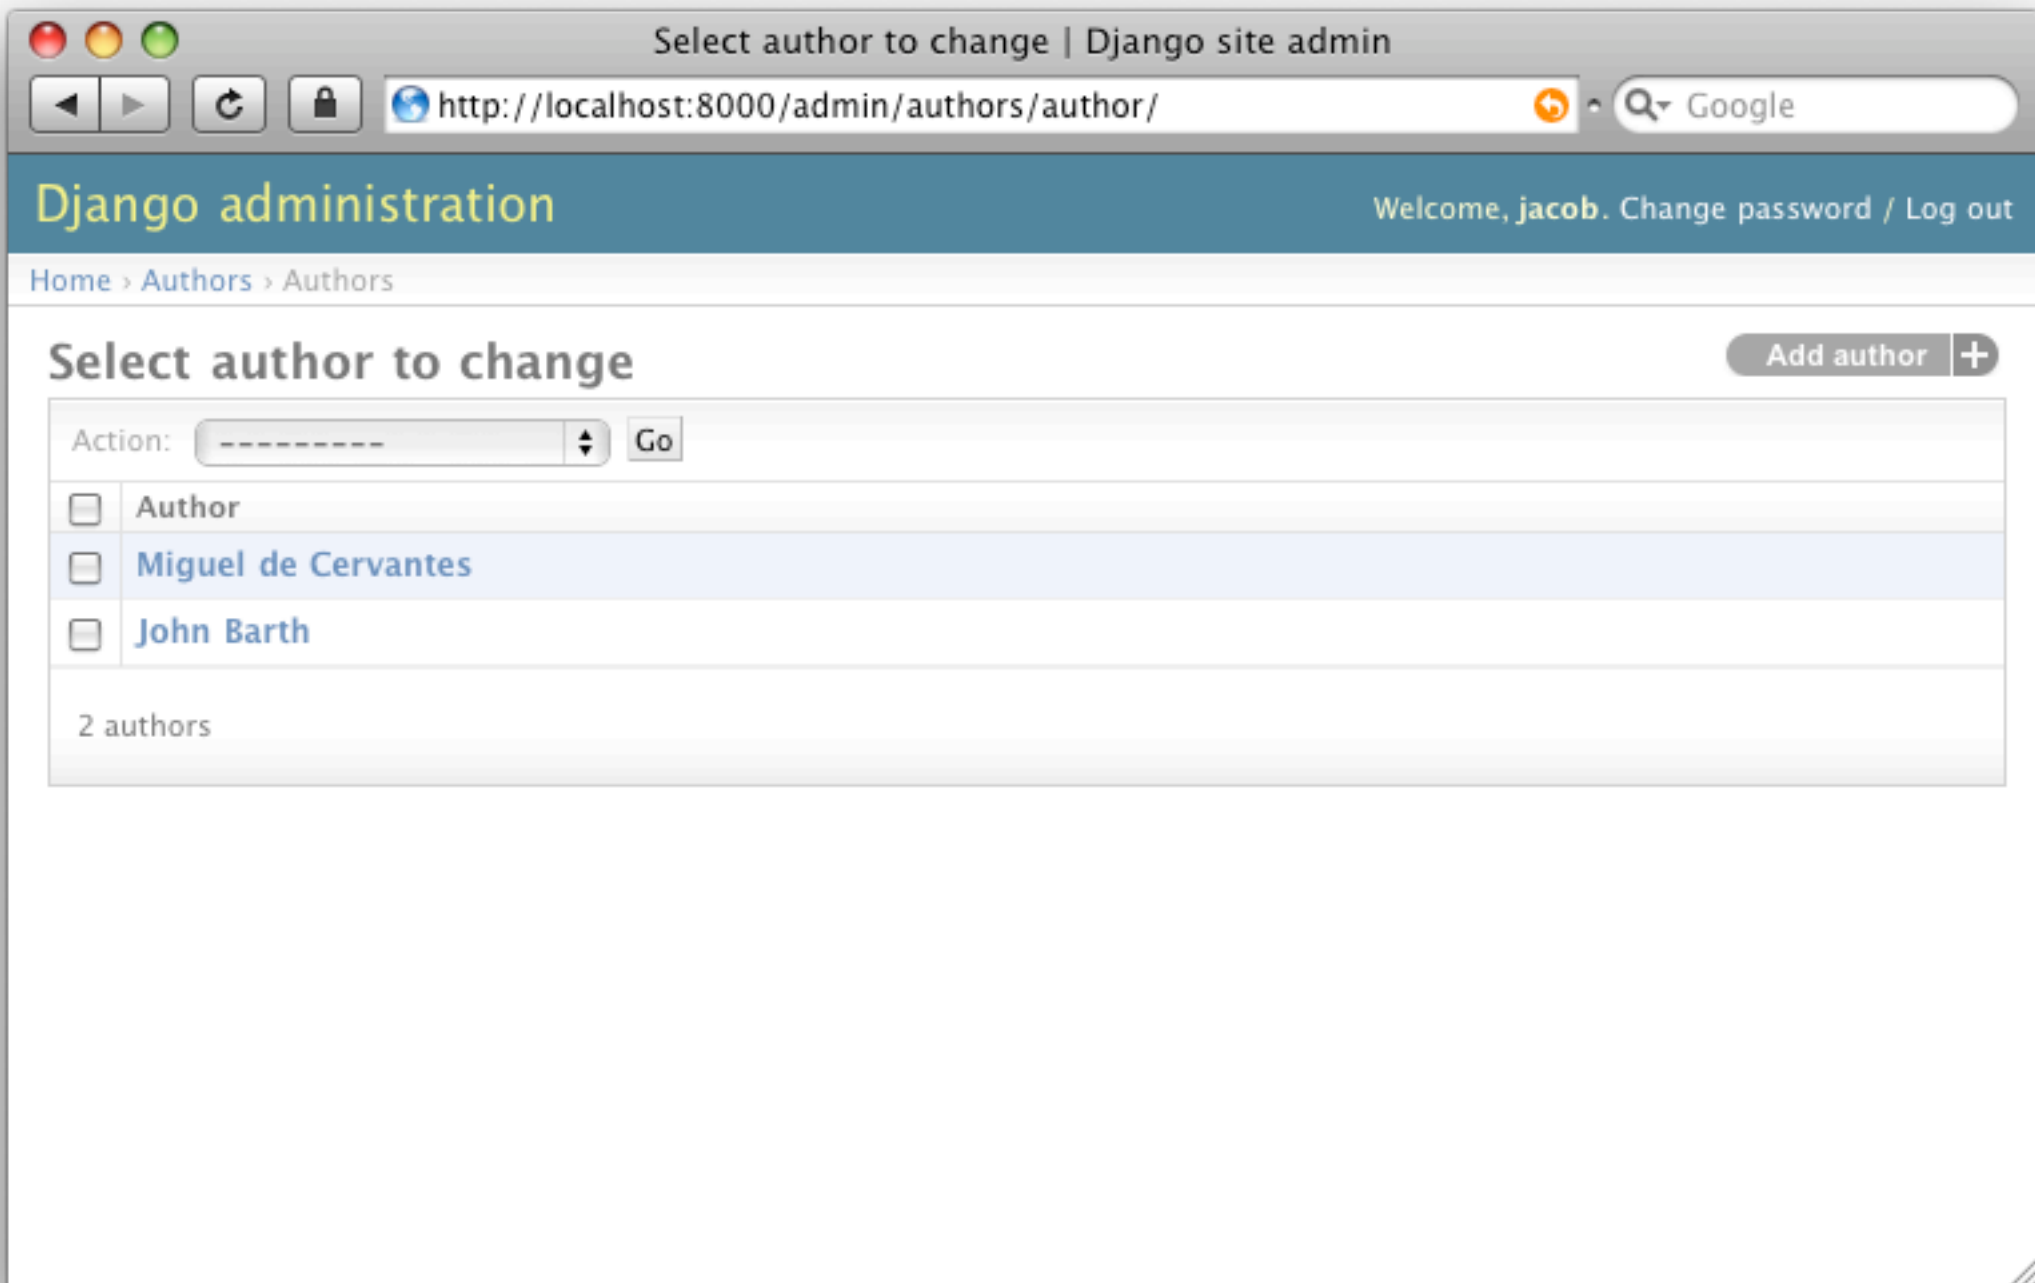 Select author to change | Django site admin
http://localhost:8000/admin/authors/author/ Google
Django administration Welcome, jacob. Change password / Log out
Home › Authors › Authors
Select author to change Add author +
Action: --------- Go
Author
Miguel de Cervantes
John Barth
2 authors